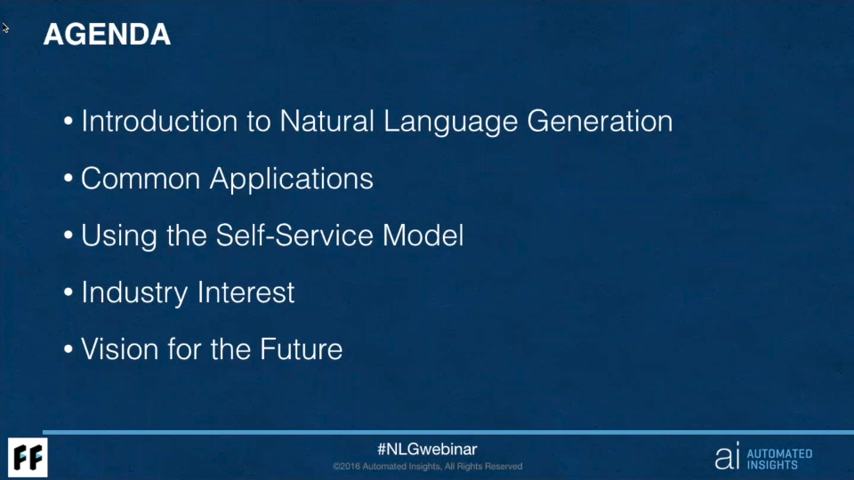 AGENDA
• Introduction to Natural Language Generation
• Common Applications
• Using the Self-Service Model
• Industry Interest
• Vision for the Future
FF
#NLGwebinar
©2016 Automated Insights, All Rights Reserved
ai AUTOMATED
INSIGHTS